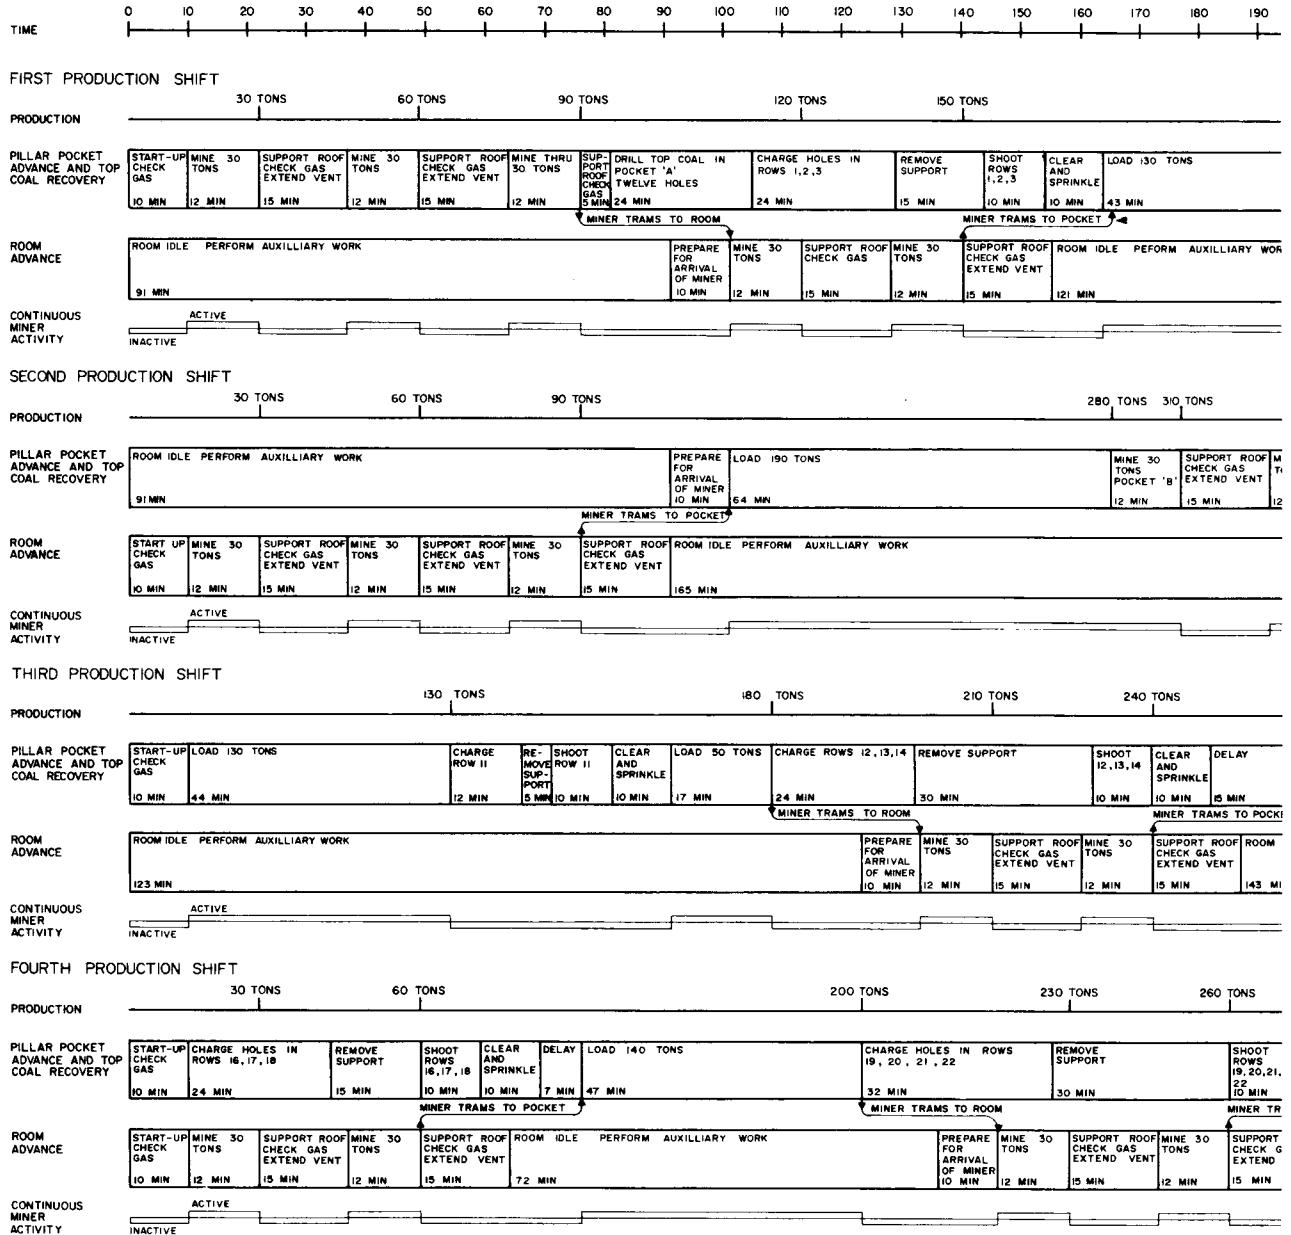 0 10 20 30 40 50 60 70 80 90 100 110 120 130 140 150 160 170 180 190
TIME
FIRST PRODUCTION SHIFT
30 TONS 60 TONS 90 TONS 120 TONS 150 TONS
PRODUCTION
PILLAR POCKET
ADVANCE AND TOP
COAL RECOVERY
START-UP
CHECK
GAS
10 MIN
MINE 30
TONS
12 MIN
SUPPORT ROOF
CHECK GAS
EXTEND VENT
15 MIN
MINE 30
TONS
12 MIN
SUPPORT ROOF
CHECK GAS
EXTEND VENT
15 MIN
MINE THRU
30 TONS
12 MIN
SUP-
PORT
ROOF
CHECK
GAS
5 MIN
DRILL TOP COAL IN
POCKET 'A'
TWELVE HOLES
24 MIN
CHARGE HOLES IN
ROWS 1,2,3
24 MIN
REMOVE
SUPPORT
15 MIN
SHOOT
ROWS
1,2,3
10 MIN
CLEAR
AND
SPRINKLE
10 MIN
LOAD 130 TONS
43 MIN
MINER TRAMS TO ROOM
MINER TRAMS TO POCKET
ROOM
ADVANCE
ROOM IDLE PERFORM AUXILLIARY WORK
91 MIN
PREPARE
FOR
ARRIVAL
OF MINER
10 MIN
MINE 30
TONS
12 MIN
SUPPORT ROOF
CHECK GAS
15 MIN
MINE 30
TONS
12 MIN
SUPPORT ROOF
CHECK GAS
EXTEND VENT
15 MIN
ROOM IDLE PEFORM AUXILLIARY WOR
121 MIN
CONTINUOUS
MINER
ACTIVITY
ACTIVE
INACTIVE
SECOND PRODUCTION SHIFT
30 TONS 60 TONS 90 TONS 280 TONS 310 TONS
PRODUCTION
PILLAR POCKET
ADVANCE AND TOP
COAL RECOVERY
ROOM IDLE PERFORM AUXILLIARY WORK
91 MIN
PREPARE
FOR
ARRIVAL
OF MINER
10 MIN
LOAD 190 TONS
64 MIN
MINE 30
TONS
POCKET 'B'
12 MIN
SUPPORT ROOF
CHECK GAS
EXTEND VENT
15 MIN
M
T
12
MINER TRAMS TO POCKET
ROOM
ADVANCE
START UP
CHECK
GAS
10 MIN
MINE 30
TONS
12 MIN
SUPPORT ROOF
CHECK GAS
EXTEND VENT
15 MIN
MINE 30
TONS
12 MIN
SUPPORT ROOF
CHECK GAS
EXTEND VENT
15 MIN
MINE 30
TONS
12 MIN
SUPPORT ROOF
CHECK GAS
EXTEND VENT
15 MIN
ROOM IDLE PERFORM AUXILLIARY WORK
165 MIN
CONTINUOUS
MINER
ACTIVITY
ACTIVE
INACTIVE
THIRD PRODUCTION SHIFT
130 TONS 180 TONS 210 TONS 240 TONS
PRODUCTION
PILLAR POCKET
ADVANCE AND TOP
COAL RECOVERY
START-UP
CHECK
GAS
10 MIN
LOAD 130 TONS
44 MIN
CHARGE
ROW 11
12 MIN
RE-
MOVE
SUP-
PORT
5 MIN
SHOOT
ROW 11
10 MIN
CLEAR
AND
SPRINKLE
10 MIN
LOAD 50 TONS
17 MIN
CHARGE ROWS 12,13,14
24 MIN
REMOVE SUPPORT
30 MIN
SHOOT
12,13,14
10 MIN
CLEAR
AND
SPRINKLE
10 MIN
DELAY
15 MIN
MINER TRAMS TO ROOM
MINER TRAMS TO POCKE
ROOM
ADVANCE
ROOM IDLE PERFORM AUXILLIARY WORK
123 MIN
PREPARE
FOR
ARRIVAL
OF MINER
10 MIN
MINE 30
TONS
12 MIN
SUPPORT ROOF
CHECK GAS
EXTEND VENT
15 MIN
MINE 30
TONS
12 MIN
SUPPORT ROOF
CHECK GAS
EXTEND VENT
15 MIN
ROOM
143 MI
CONTINUOUS
MINER
ACTIVITY
ACTIVE
INACTIVE
FOURTH PRODUCTION SHIFT
30 TONS 60 TONS 200 TONS 230 TONS 260 TONS
PRODUCTION
PILLAR POCKET
ADVANCE AND TOP
COAL RECOVERY
START-UP
CHECK
GAS
10 MIN
CHARGE HOLES IN
ROWS 16,17,18
24 MIN
REMOVE
SUPPORT
15 MIN
SHOOT
ROWS
16,17,18
10 MIN
CLEAR
AND
SPRINKLE
10 MIN
DELAY
7 MIN
LOAD 140 TONS
47 MIN
CHARGE HOLES IN ROWS
19, 20, 21, 22
32 MIN
REMOVE
SUPPORT
30 MIN
SHOOT
ROWS
19,20,21,
22
10 MIN
MINER TRAMS TO POCKET
MINER TRAMS TO ROOM
MINER TR
ROOM
ADVANCE
START-UP
CHECK
GAS
10 MIN
MINE 30
TONS
12 MIN
SUPPORT ROOF
CHECK GAS
EXTEND VENT
15 MIN
MINE 30
TONS
12 MIN
SUPPORT ROOF
CHECK GAS
EXTEND VENT
15 MIN
ROOM IDLE PERFORM AUXILLIARY WORK
72 MIN
PREPARE
FOR
ARRIVAL
OF MINER
10 MIN
MINE 30
TONS
12 MIN
SUPPORT ROOF
CHECK GAS
EXTEND VENT
15 MIN
MINE 30
TONS
12 MIN
SUPPORT
CHECK G
EXTEND
15 MIN
CONTINUOUS
MINER
ACTIVITY
ACTIVE
INACTIVE